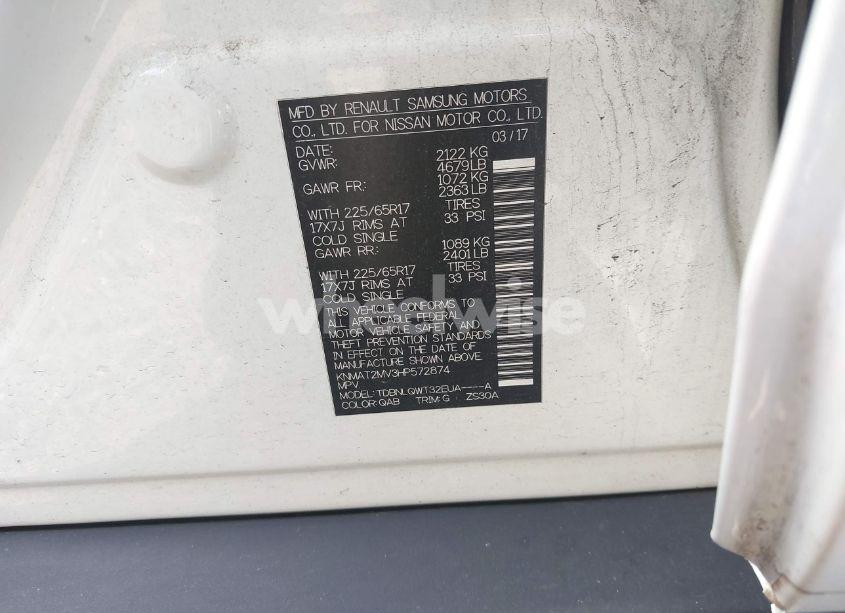 MFD BY RENAULT SAMSUNG MOTORS
CO., LTD. FOR NISSAN MOTOR CO., LTD.
DATE: 03/17
GVWR: 2122 KG
4679 LB
GAWR FR: 1072 KG
2363 LB
WITH 225/65R17 TIRES
17X7J RIMS AT 33 PSI
COLD SINGLE
GAWR RR: 1089 KG
2401 LB
WITH 225/65R17 TIRES
17X7J RIMS AT 33 PSI
COLD SINGLE
THIS VEHICLE CONFORMS TO
ALL APPLICABLE FEDERAL
MOTOR VEHICLE SAFETY AND
THEFT PREVENTION STANDARDS
IN EFFECT ON THE DATE OF
MANUFACTURE SHOWN ABOVE
KNMAT2MV3HP572874
MPV
MODEL: TDBNLQWT32EUA----A
COLOR: QAB TRIM: G ZS30A
wheelwise